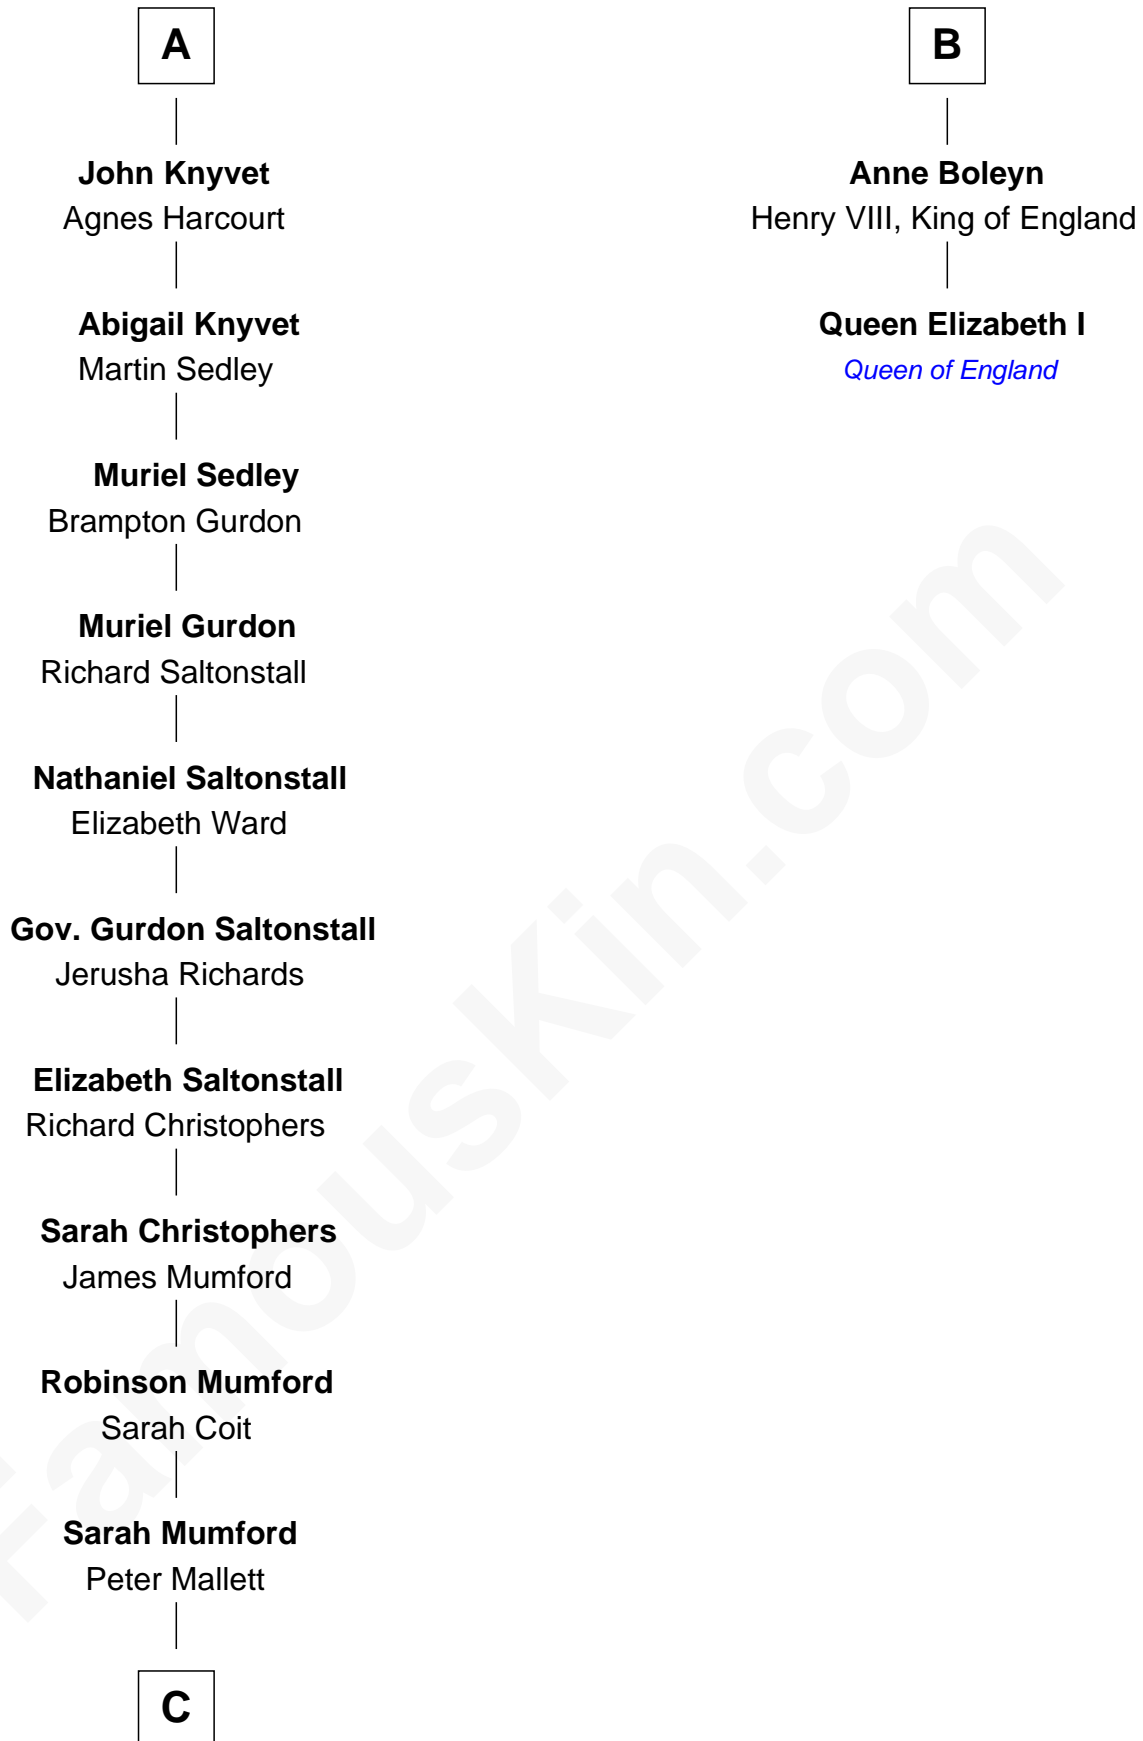 A
John Knyvet
Agnes Harcourt
Abigail Knyvet
Martin Sedley
Muriel Sedley
Brampton Gurdon
Muriel Gurdon
Richard Saltonstall
Nathaniel Saltonstall
Elizabeth Ward
Gov. Gurdon Saltonstall
Jerusha Richards
Elizabeth Saltonstall
Richard Christophers
Sarah Christophers
James Mumford
Robinson Mumford
Sarah Coit
Sarah Mumford
Peter Mallett
C
B
Anne Boleyn
Henry VIII, King of England
Queen Elizabeth I
Queen of England
FamousKin.com